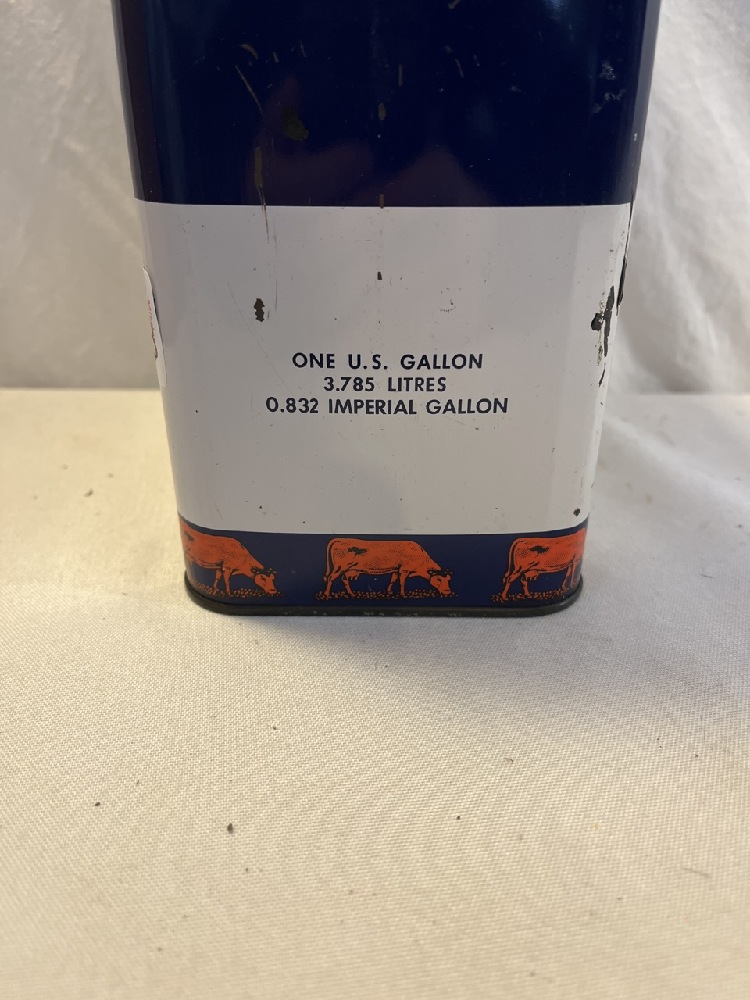 ONE U.S. GALLON
3.785 LITRES
0.832 IMPERIAL GALLON